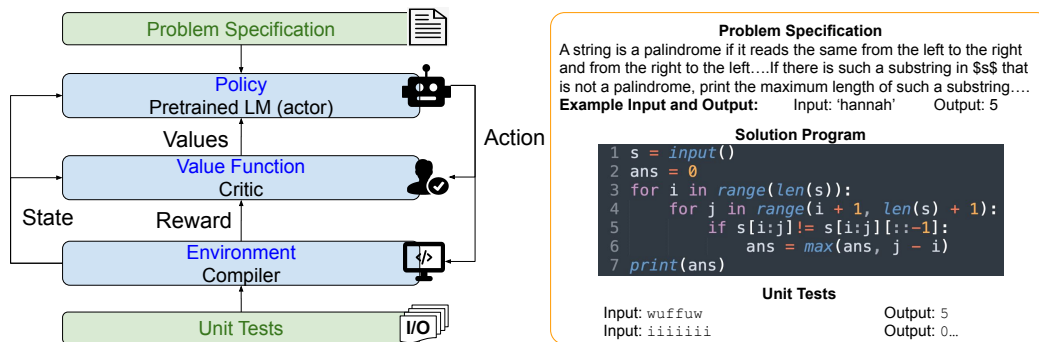 Problem Specification
Policy
Pretrained LM (actor)
Values
Action
Value Function
Critic
State
Reward
</>
Environment
Compiler
Unit Tests
I/O
Problem Specification
A string is a palindrome if it reads the same from the left to the right
and from the right to the left….If there is such a substring in $s$ that
is not a palindrome, print the maximum length of such a substring….
Example Input and Output: Input: ‘hannah’ Output: 5
Solution Program
1 s = input()
2 ans = 0
3 for i in range(len(s)):
4 for j in range(i + 1, len(s) + 1):
5 if s[i:j]!= s[i:j][::-1]:
6 ans = max(ans, j - i)
7 print(ans)
Unit Tests
Input: wuffuw Output: 5
Input: iiiiiii Output: 0…